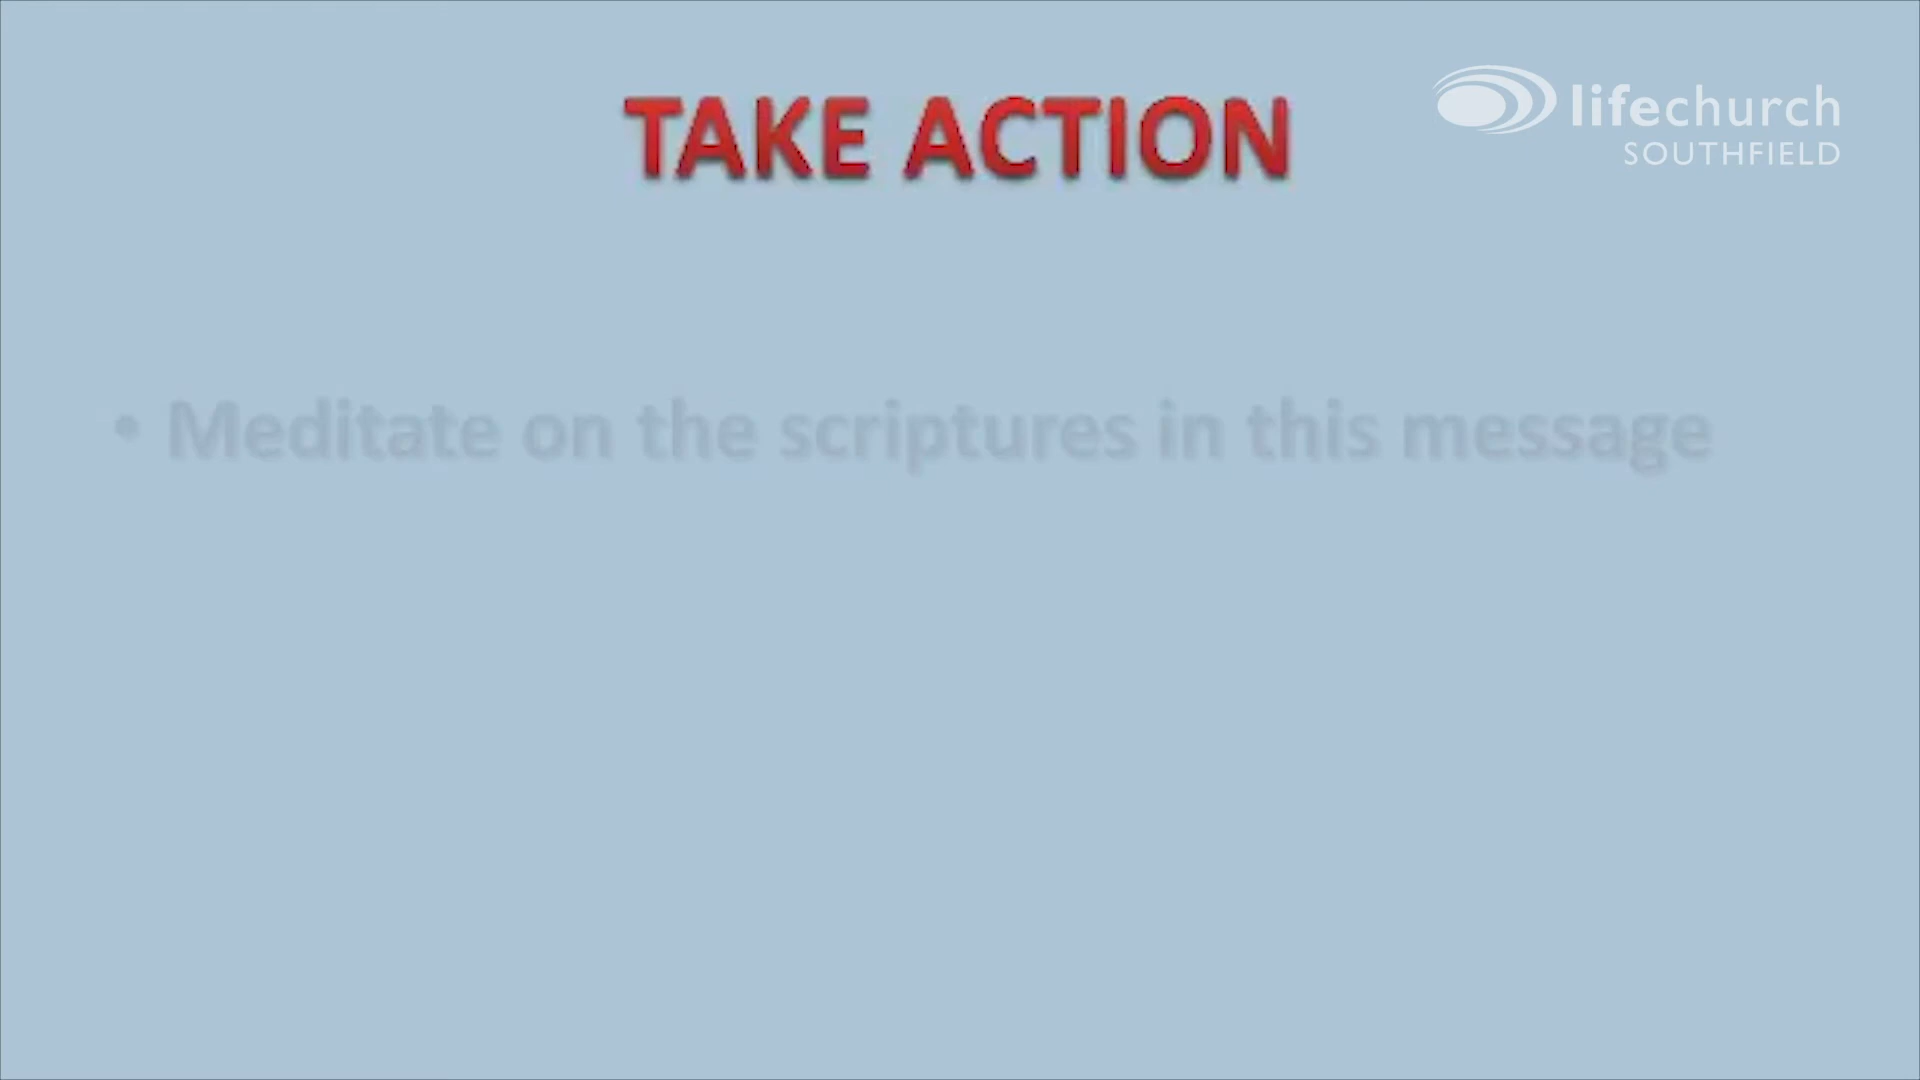 TAKE ACTION
lifechurch
SOUTHFIELD
• Meditate on the scriptures in this message